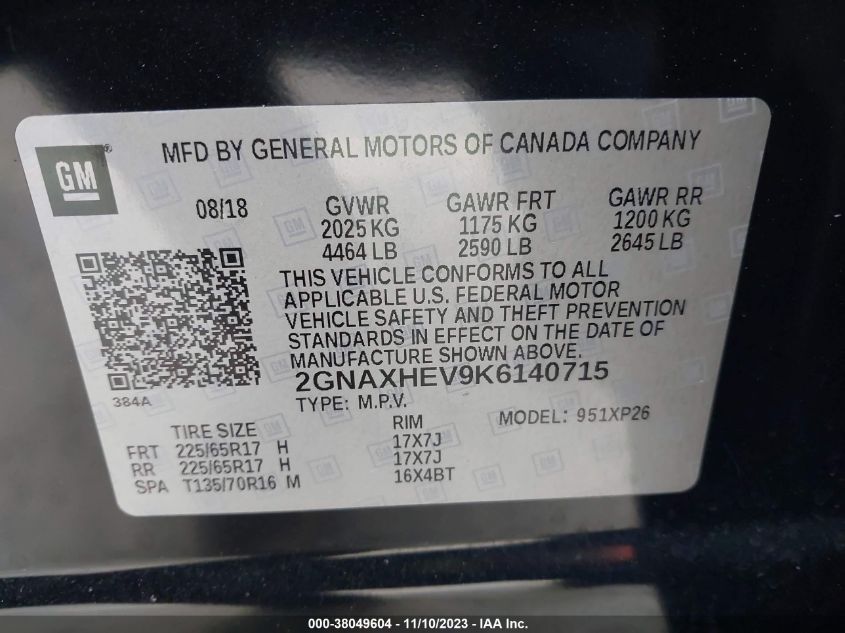 MFD BY GENERAL MOTORS OF CANADA COMPANY
GM ®
08/18 GVWR GAWR FRT GAWR RR
2025 KG 1175 KG 1200 KG
4464 LB 2590 LB 2645 LB
THIS VEHICLE CONFORMS TO ALL
APPLICABLE U.S. FEDERAL MOTOR
VEHICLE SAFETY AND THEFT PREVENTION
STANDARDS IN EFFECT ON THE DATE OF
MANUFACTURE SHOWN ABOVE.
2GNAXHEV9K6140715
384A
TYPE: M.P.V. MODEL: 951XP26
TIRE SIZE RIM
FRT 225/65R17 H 17X7J
RR 225/65R17 H 17X7J
SPA T135/70R16 M 16X4BT
000-38049604 — 11/10/2023 — IAA Inc.